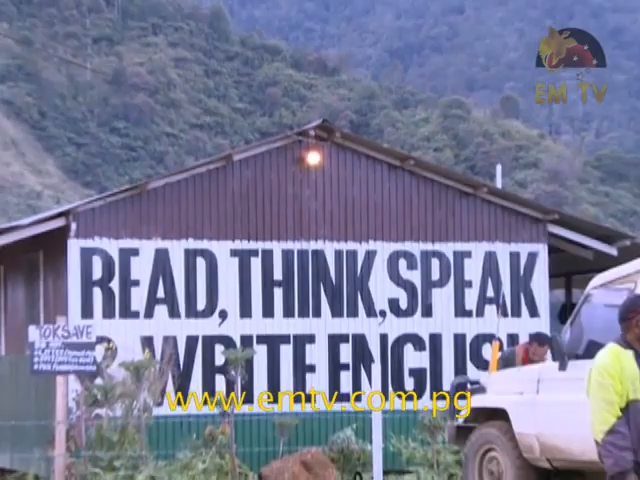 EM TV
READ, THINK, SPEAK
& WRITE ENGLISH
TOKSAVE
www.emtv.com.pg